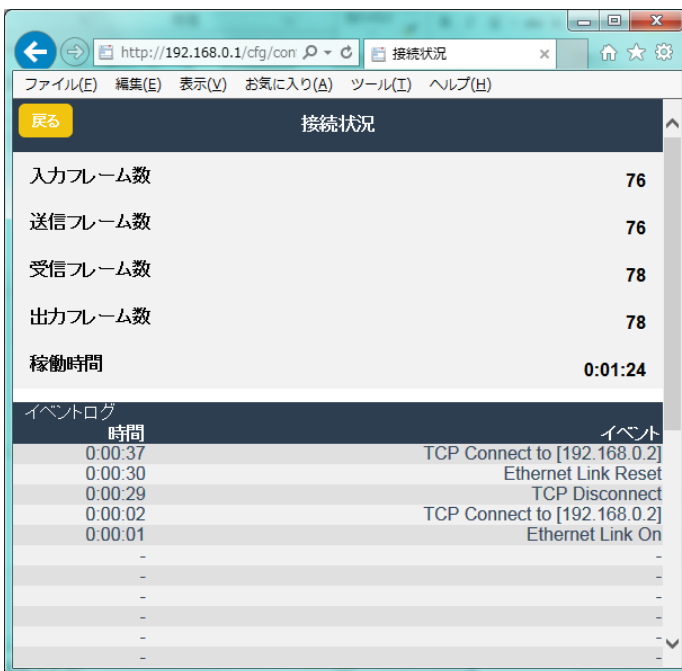 http://192.168.0.1/cfg/con 接続状況
ファイル(F) 編集(E) 表示(V) お気に入り(A) ツール(T) ヘルプ(H)
戻る 接続状況
入力フレーム数 76
送信フレーム数 76
受信フレーム数 78
出力フレーム数 78
稼働時間 0:01:24
イベントログ
時間 イベント
0:00:37 TCP Connect to [192.168.0.2]
0:00:30 Ethernet Link Reset
0:00:29 TCP Disconnect
0:00:02 TCP Connect to [192.168.0.2]
0:00:01 Ethernet Link On
- -
- -
- -
- -
- -
- -